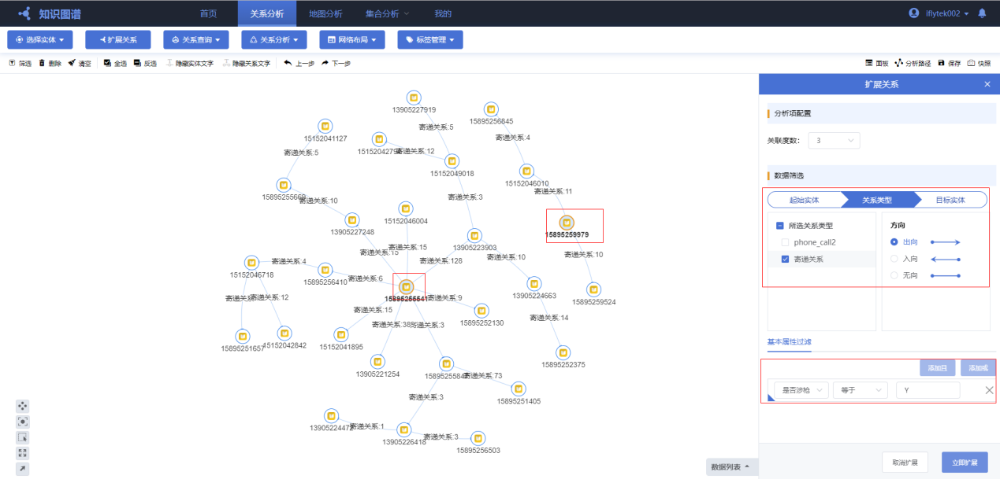 知识图谱 首页 关系分析 地图分析 集合分析 我的 iflytek002
选择实体 扩展关系 关系查询 关系分析 网络布局 标签管理
筛选 删除 清空 全选 反选 隐藏实体文字 隐藏关系文字 上一步 下一步 面板 分析路径 保存 快照
扩展关系
分析项配置
关联度数: 3
数据筛选
起始实体 关系类型 目标实体
所选关系类型
phone_call2
寄递关系
方向
出向
入向
无向
基本属性过滤
添加且 添加或
是否涉枪 等于 Y
取消扩展 立即扩展
数据列表
13905227919
寄递关系:5
15895256845
寄递关系:4
15152041127
寄递关系:5
寄递关系:12
15152049018
15152046010
寄递关系:11
寄递关系:10
寄递关系:3
15152046004
13905227248
15895259979
13905223903
寄递关系:15
寄递关系:15
寄递关系:128
寄递关系:10
寄递关系:10
15152046718
寄递关系:4
15895256410
寄递关系:6
寄递关系:9
13905224663
15895259524
寄递关系:12
寄递关系:15
寄递关系:3
15895252130
寄递关系:14
15895251657
15152042842
15152041895
13905221254
寄递关系:73
15895252375
15895251405
寄递关系:3
寄递关系:1
13905226418
寄递关系:3
15895256503